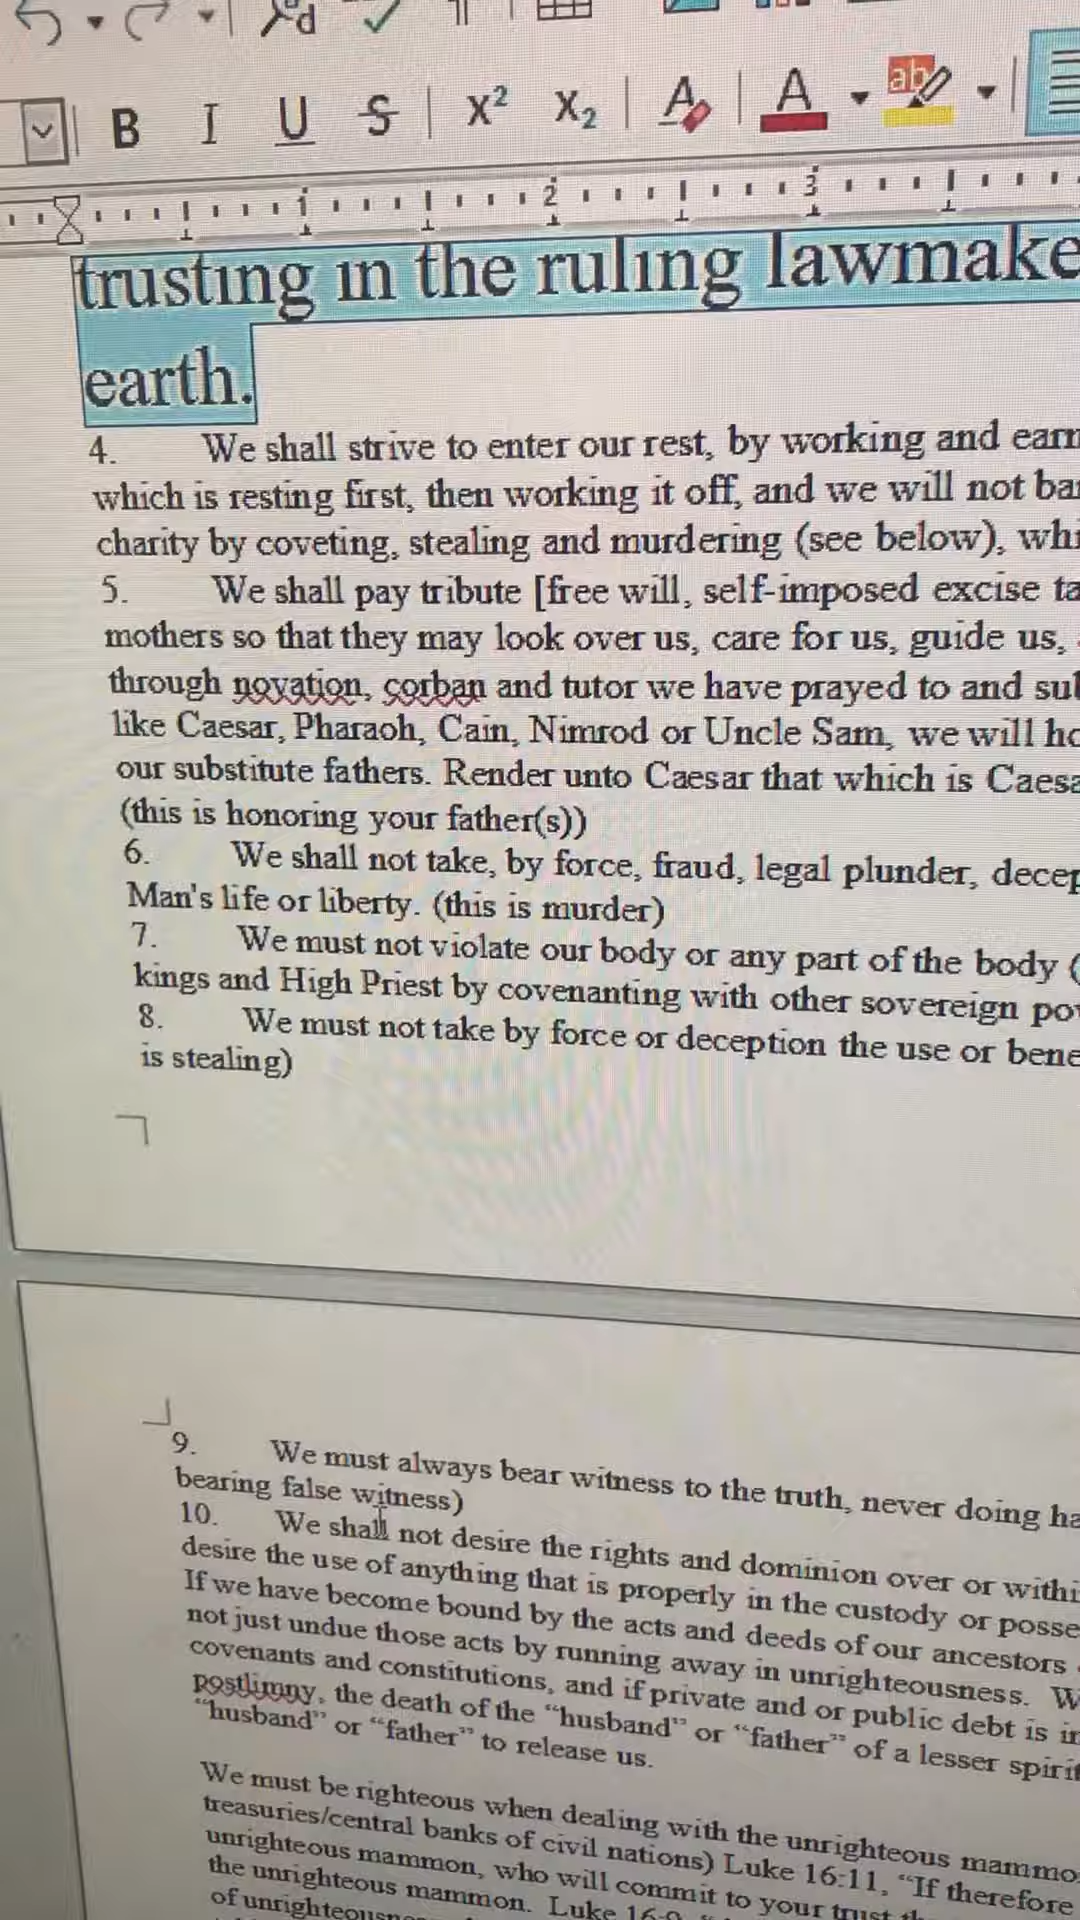 B I U S X² X₂ A A ab
1 2 3
trusting in the ruling lawmake
earth.
4. We shall strive to enter our rest, by working and earn
which is resting first, then working it off, and we will not
charity by coveting, stealing and murdering (see below),
5. We shall pay tribute [free will, self-imposed excise
mothers so that they may look over us, care for us, guide us,
through novation, corban and tutor we have prayed to and
like Caesar, Pharaoh, Cain, Nimrod or Uncle Sam, we will
our substitute fathers. Render unto Caesar that which is
(this is honoring your father(s))
6. We shall not take, by force, fraud, legal plunder,
Man's life or liberty. (this is murder)
7. We must not violate our body or any part of the body (
kings and High Priest by covenanting with other sovereign
8. We must not take by force or deception the use or
is stealing)
9. We must always bear witness to the truth, never doing
bearing false witness)
10. We shall not desire the rights and dominion over or
desire the use of anything that is properly in the custody or
If we have become bound by the acts and deeds of our ancestors
not just undue those acts by running away in unrighteousness. W
covenants and constitutions, and if private and or public debt is
postlimny, the death of the “husband” or “father” of a lesser
“husband” or “father” to release us.
We must be righteous when dealing with the unrighteous
treasuries/central banks of civil nations) Luke 16:11, “If therefore
unrighteous mammon, who will commit to your trust
the unrighteous mammon. Luke